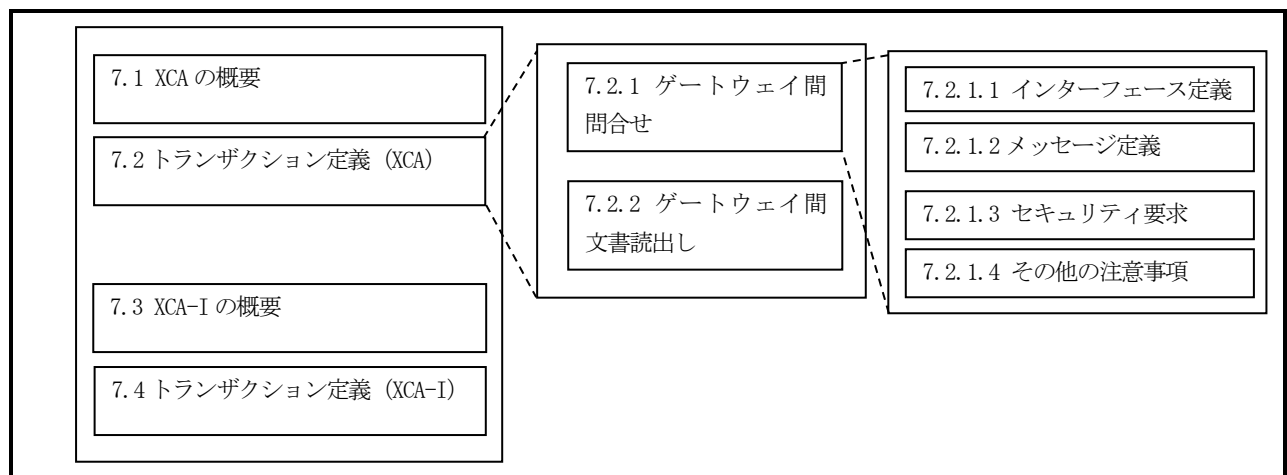 7.1 XCA の概要
7.2 トランザクション定義 (XCA)
7.3 XCA-I の概要
7.4 トランザクション定義 (XCA-I)
7.2.1 ゲートウェイ間
問合せ
7.2.2 ゲートウェイ間
文書読出し
7.2.1.1 インターフェース定義
7.2.1.2 メッセージ定義
7.2.1.3 セキュリティ要求
7.2.1.4 その他の注意事項